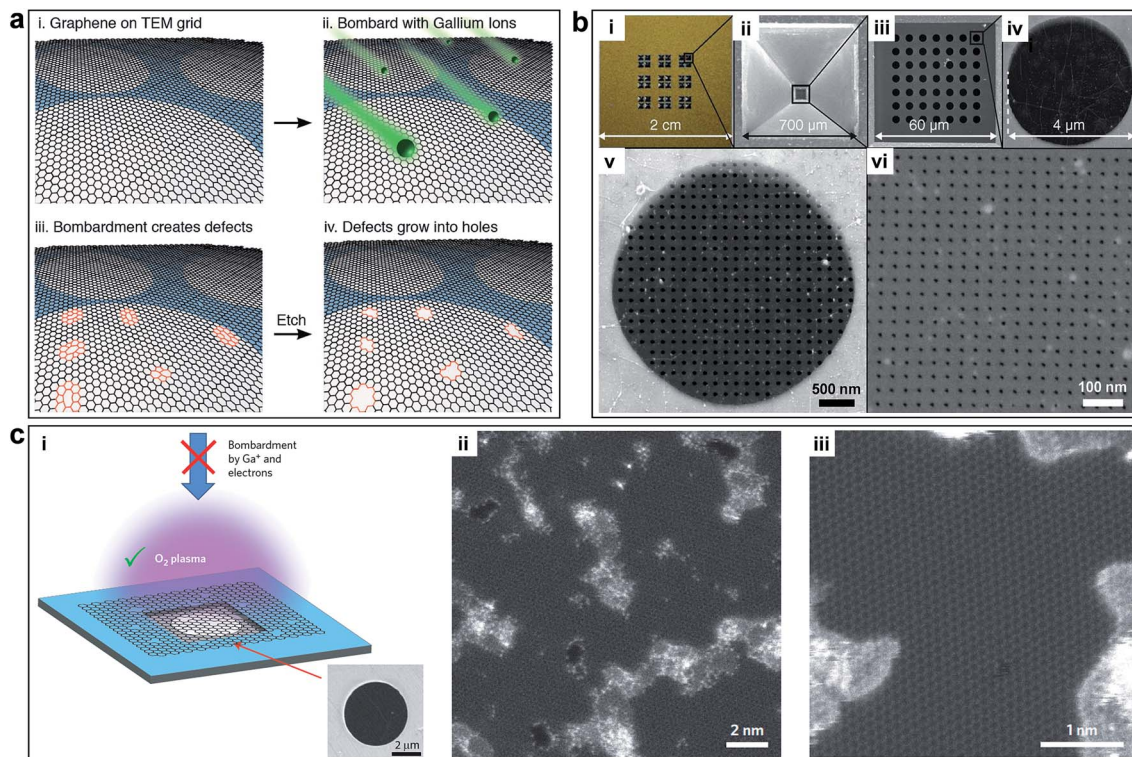 a
i. Graphene on TEM grid
ii. Bombard with Gallium Ions
iii. Bombardment creates defects
iv. Defects grow into holes
Etch
b
i
ii
iii
iv
2 cm
700 µm
60 µm
4 µm
v
vi
500 nm
100 nm
c
i
Bombardment
by Ga⁺ and
electrons
O₂ plasma
2 µm
ii
2 nm
iii
1 nm